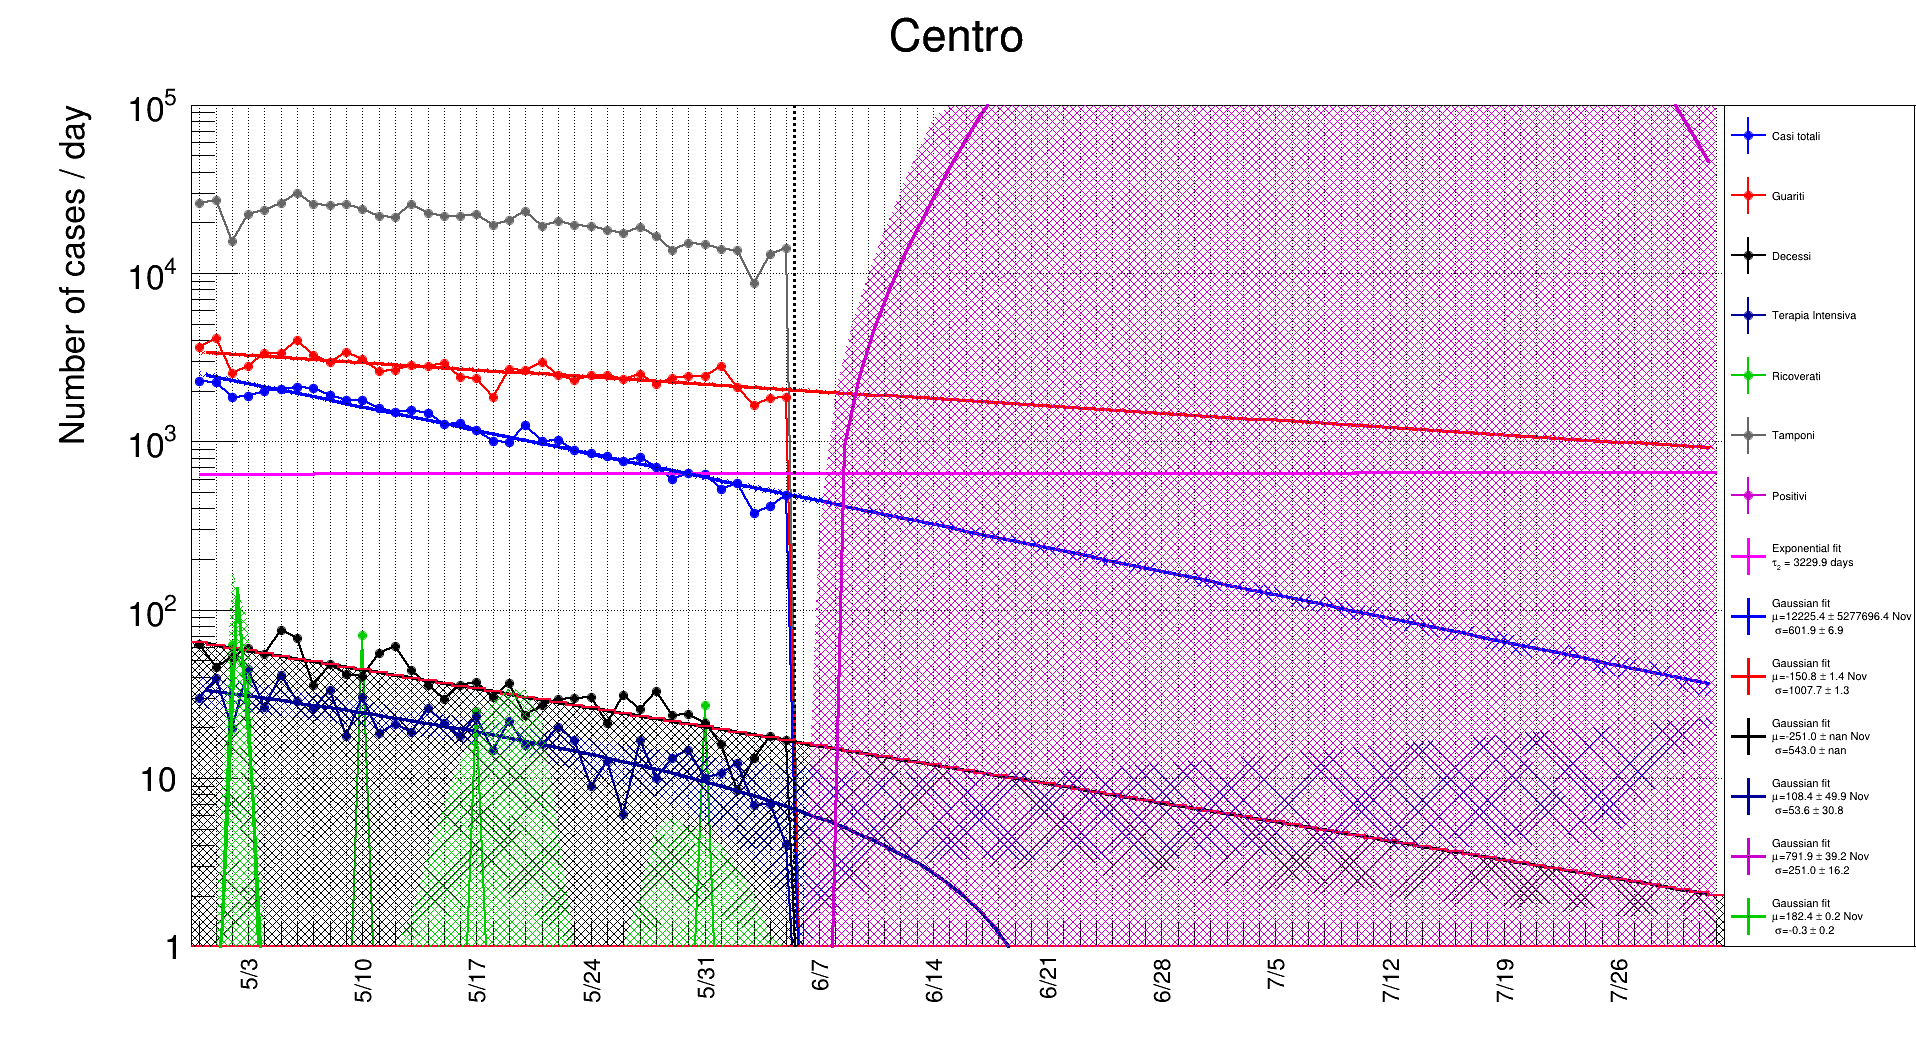 Centro
Number of cases / day
10^5
10^4
10^3
10^2
10
1
5/3
5/10
5/17
5/24
5/31
6/7
6/14
6/21
6/28
7/5
7/12
7/19
7/26
Casi totali
Guariti
Decessi
Terapia Intensiva
Ricoverati
Tamponi
Positivi
Exponential fit
τ₂ = 3229.9 days
Gaussian fit
μ=12225.4 ± 5277696.4 Nov
σ=601.9 ± 6.9
Gaussian fit
μ=-150.8 ± 1.4 Nov
σ=1007.7 ± 1.3
Gaussian fit
μ=-251.0 ± nan Nov
σ=543.0 ± nan
Gaussian fit
μ=108.4 ± 49.9 Nov
σ=53.6 ± 30.8
Gaussian fit
μ=791.9 ± 39.2 Nov
σ=251.0 ± 16.2
Gaussian fit
μ=182.4 ± 0.2 Nov
σ=-0.3 ± 0.2